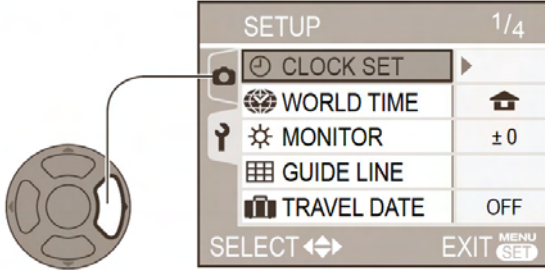 SETUP 1/4
CLOCK SET
WORLD TIME
MONITOR ±0
GUIDE LINE
TRAVEL DATE OFF
SELECT EXIT MENU SET